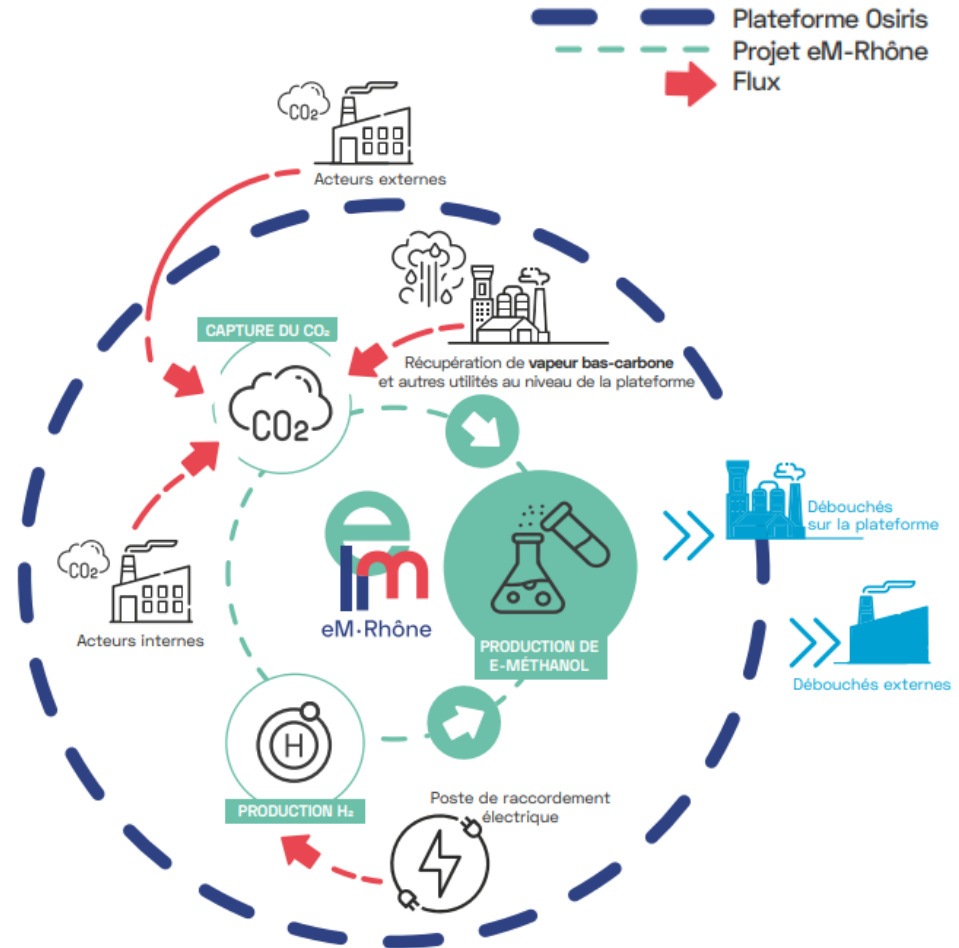 Plateforme Osiris
Projet eM-Rhône
Flux
CO₂
Acteurs externes
CAPTURE DU CO₂
Récupération de vapeur bas-carbone
et autres utilités au niveau de la plateforme
CO₂
CO₂
Acteurs internes
em
eM·Rhône
PRODUCTION DE
E-MÉTHANOL
Débouchés
sur la plateforme
Débouchés externes
H
PRODUCTION H₂
Poste de raccordement
électrique